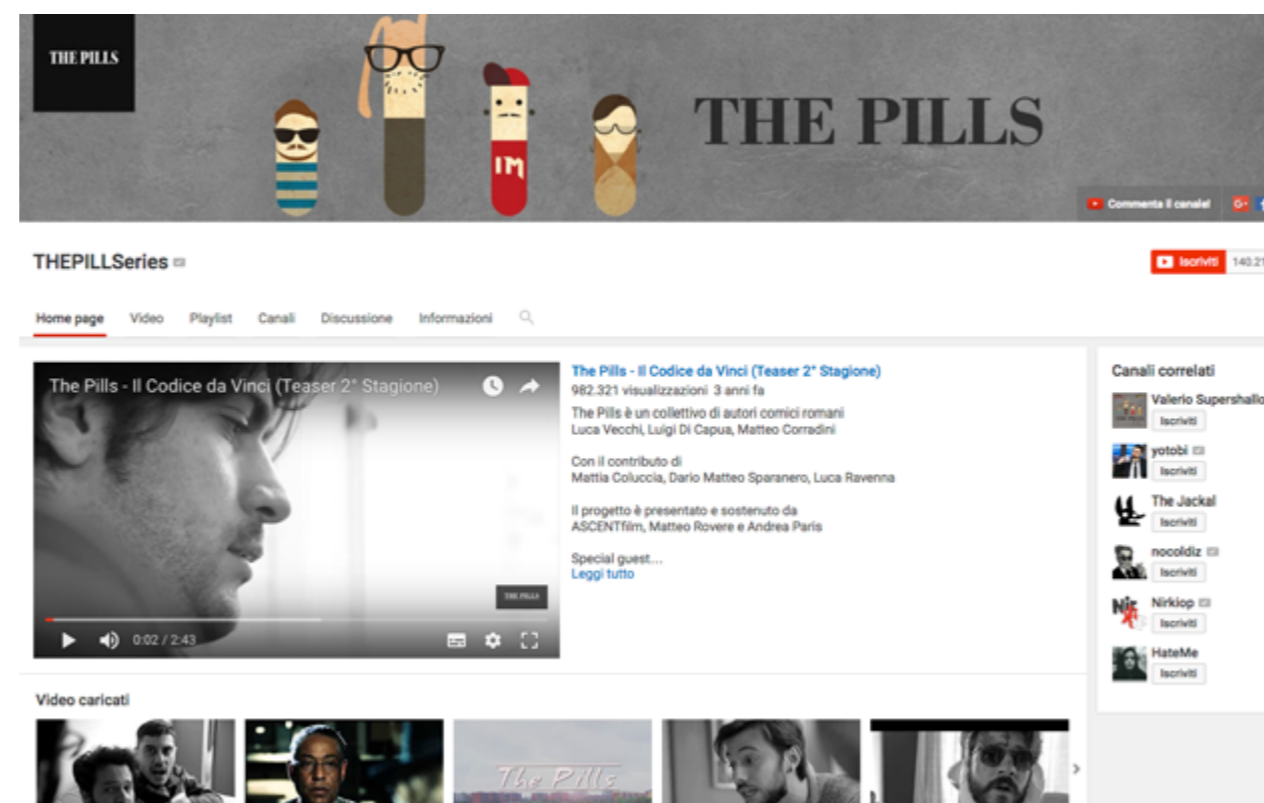 THE PILLS
IM
THE PILLS
Commenta il canale!
G+
THEPILLSeries
Iscriviti 140.21
Home page Video Playlist Canali Discussione Informazioni
The Pills - Il Codice da Vinci (Teaser 2° Stagione)
THE PILLS
0:02 / 2:43
The Pills - Il Codice da Vinci (Teaser 2° Stagione)
982.321 visualizzazioni 3 anni fa
The Pills è un collettivo di autori comici romani
Luca Vecchi, Luigi Di Capua, Matteo Corradini
Con il contributo di
Mattia Coluccia, Dario Matteo Sparanero, Luca Ravenna
Il progetto è presentato e sostenuto da
ASCENTfilm, Matteo Rovere e Andrea Paris
Special guest...
Leggi tutto
Canali correlati
Valerio Supershallo
Iscriviti
yotobi
Iscriviti
The Jackal
Iscriviti
nocoldiz
Iscriviti
Nirkiop
Iscriviti
HateMe
Iscriviti
Video caricati
The Pills